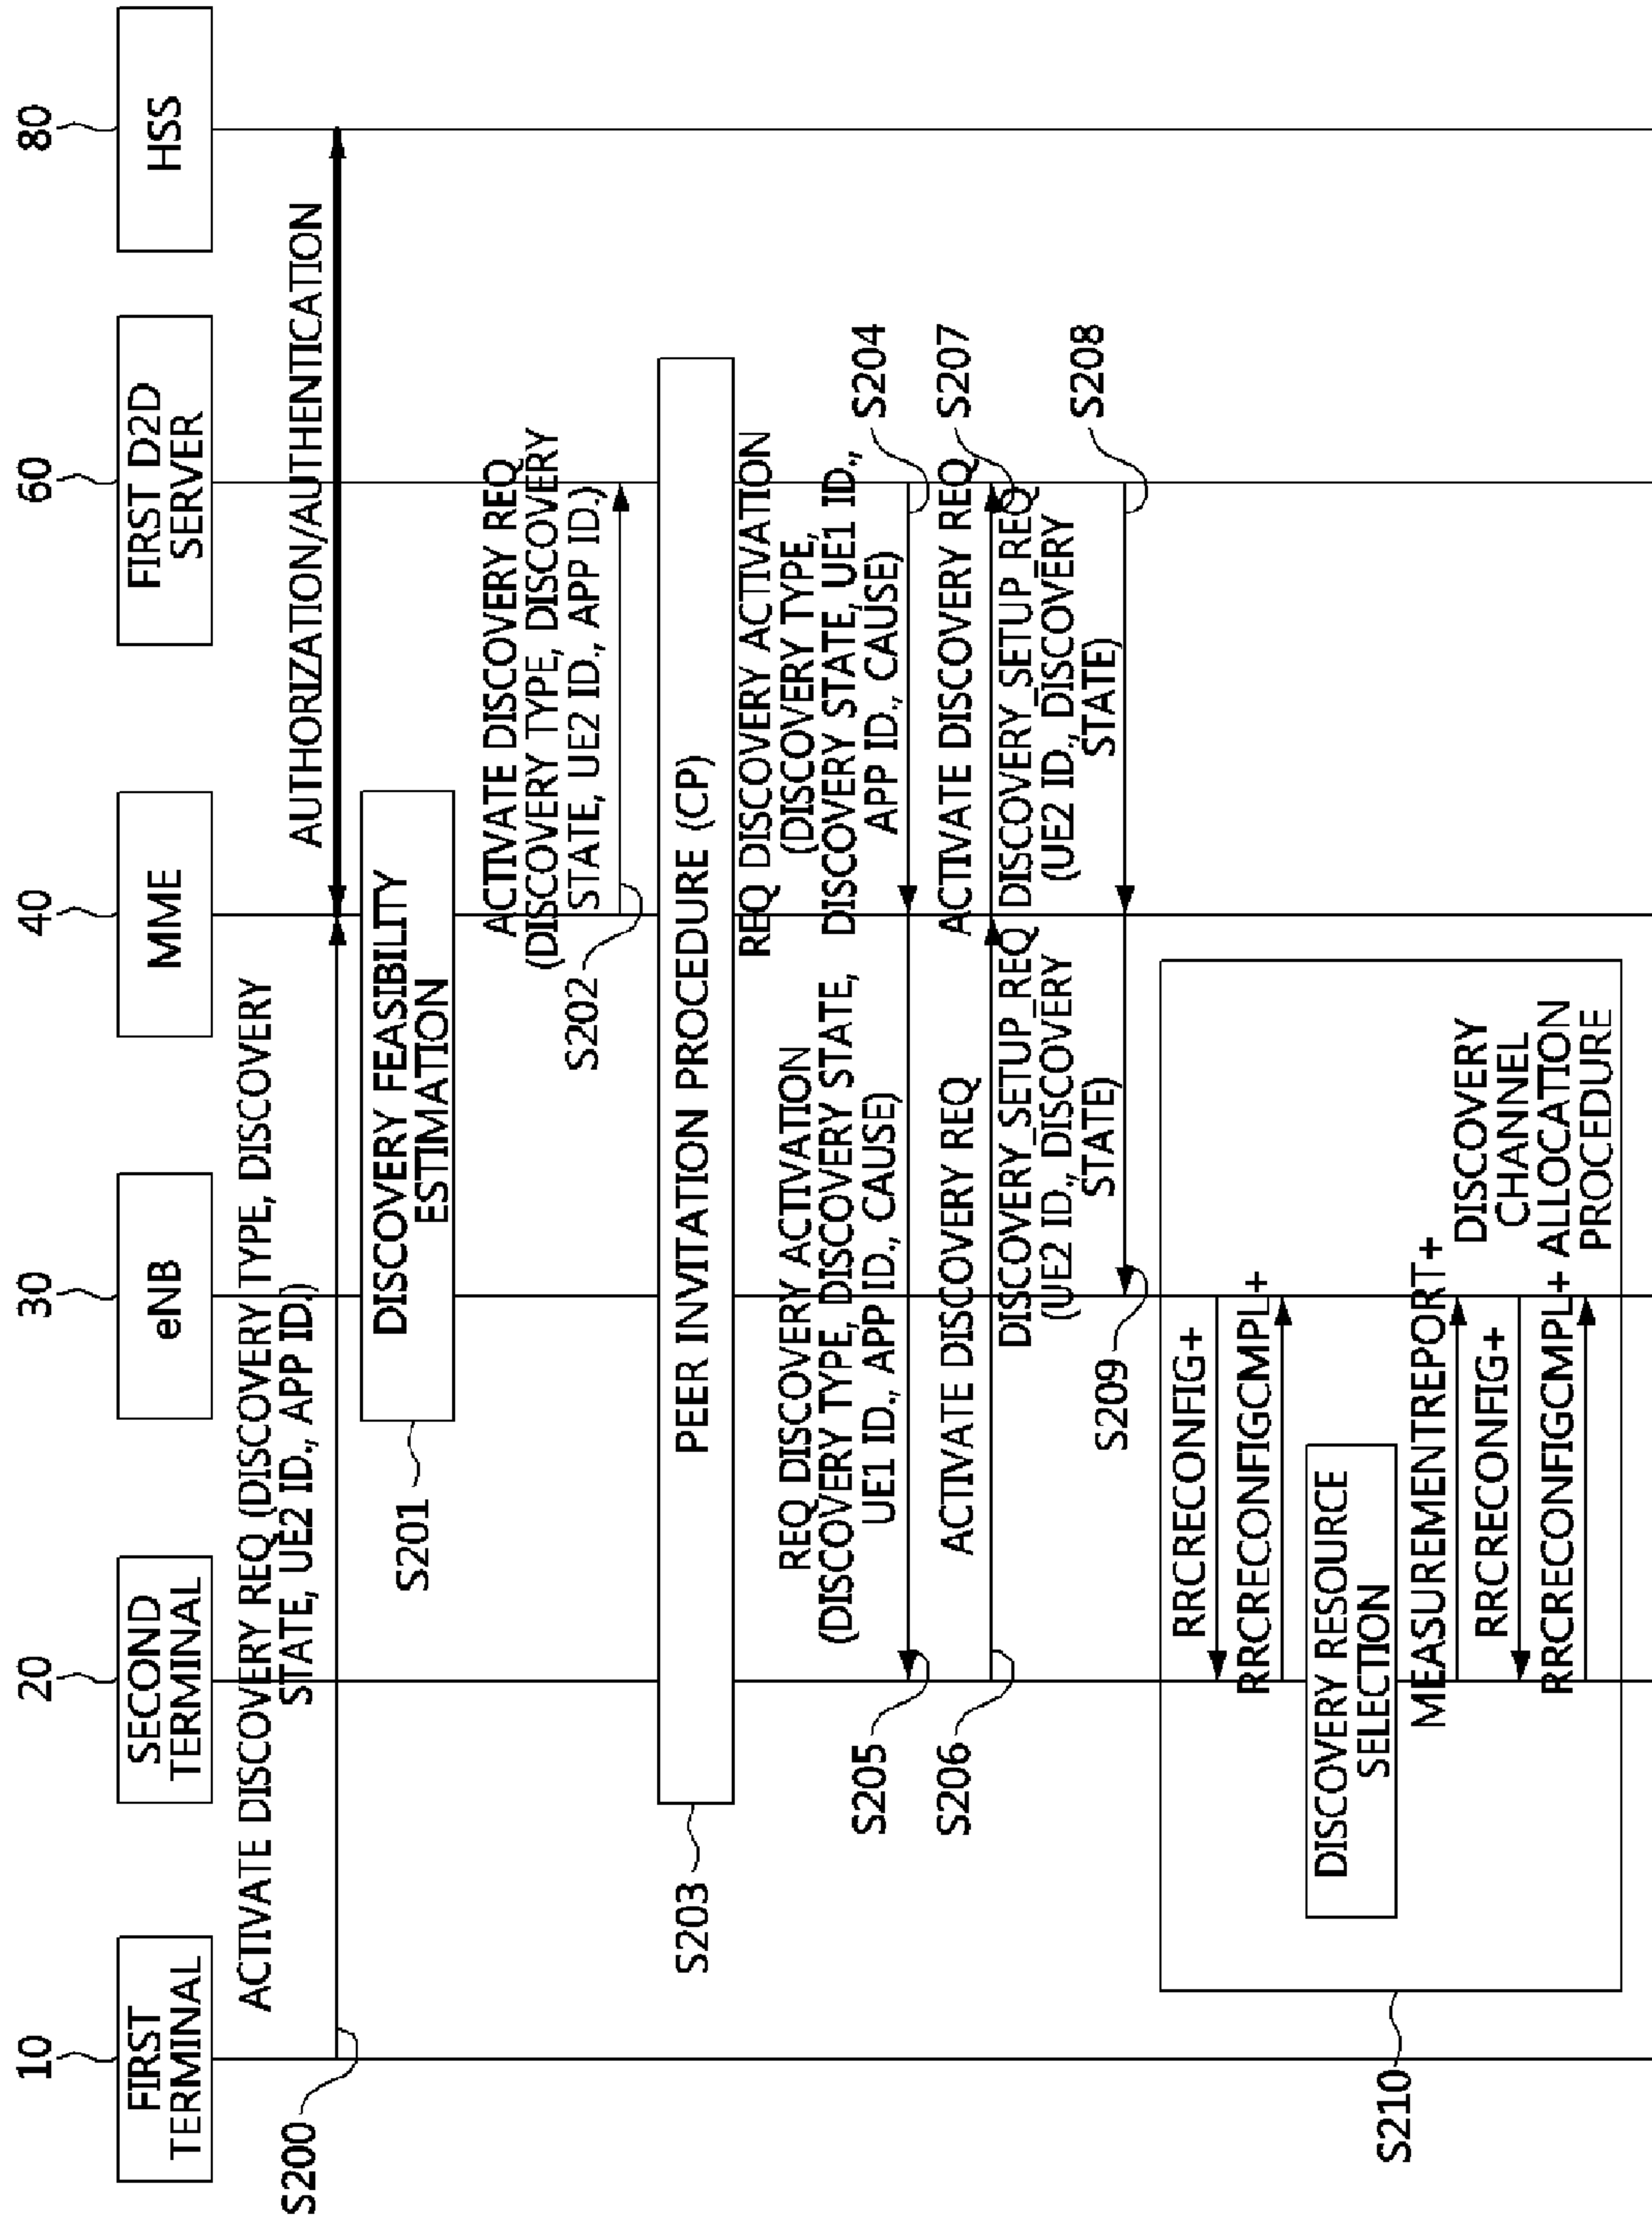 10
20
30
40
60
80
FIRST
TERMINAL
SECOND
TERMINAL
eNB
MME
FIRST D2D
SERVER
HSS
ACTIVATE DISCOVERY REQ (DISCOVERY TYPE, DISCOVERY
STATE, UE2 ID., APP ID.)
S200
AUTHORIZATION/AUTHENTICATION
DISCOVERY FEASIBILITY
ESTIMATION
S201
ACTIVATE DISCOVERY REQ
(DISCOVERY TYPE, DISCOVERY
STATE, UE2 ID., APP ID.)
S202
PEER INVITATION PROCEDURE (CP)
S203
REQ DISCOVERY ACTIVATION
(DISCOVERY TYPE,
DISCOVERY STATE, UE1 ID.,
APP ID., CAUSE)
S204
REQ DISCOVERY ACTIVATION
(DISCOVERY TYPE, DISCOVERY STATE,
UE1 ID., APP ID., CAUSE)
S205
ACTIVATE DISCOVERY REQ
S206
ACTIVATE DISCOVERY REQ
S207
DISCOVERY_SETUP_REQ
(UE2 ID., DISCOVERY
STATE)
S208
DISCOVERY_SETUP_REQ
(UE2 ID., DISCOVERY
STATE)
S209
RRCRECONFIG+
RRCRECONFIGCMPL+
DISCOVERY RESOURCE
SELECTION
MEASUREMENTREPORT+
RRCRECONFIG+
RRCRECONFIGCMPL+
DISCOVERY
CHANNEL
ALLOCATION
PROCEDURE
S210